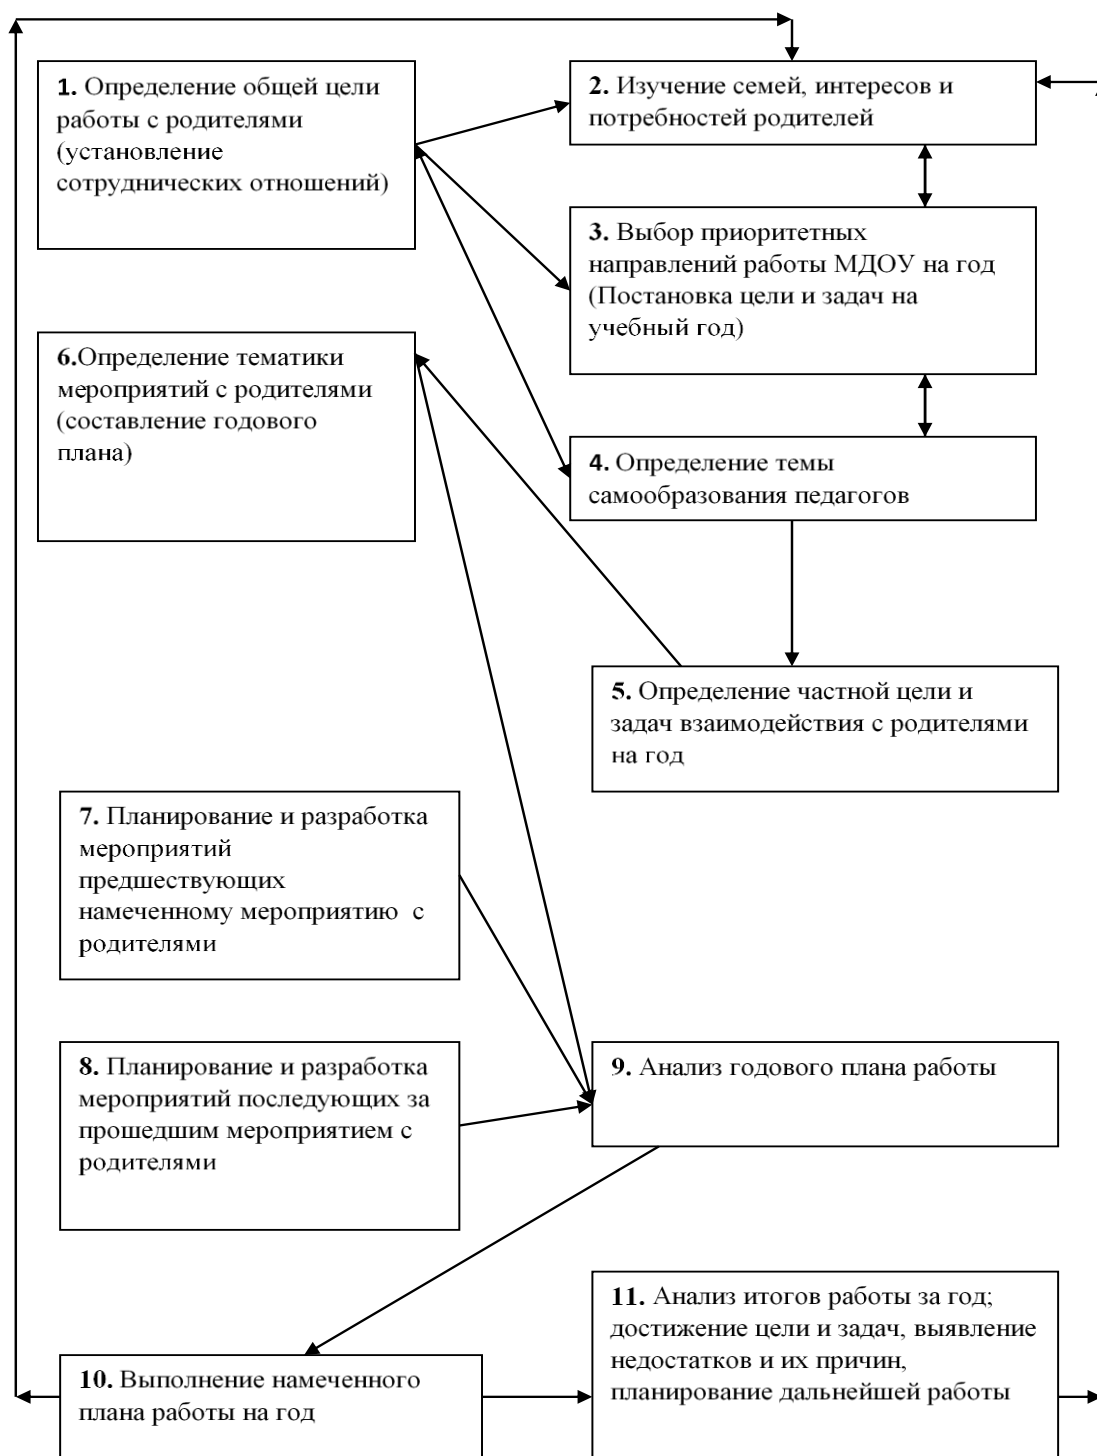 1. Определение общей цели
работы с родителями
(установление
сотруднических отношений)
2. Изучение семей, интересов и
потребностей родителей
3. Выбор приоритетных
направлений работы МДОУ на год
(Постановка цели и задач на
учебный год)
4. Определение темы
самообразования педагогов
5. Определение частной цели и
задач взаимодействия с родителями
на год
6.Определение тематики
мероприятий с родителями
(составление годового
плана)
7. Планирование и разработка
мероприятий
предшествующих
намеченному мероприятию с
родителями
8. Планирование и разработка
мероприятий последующих за
прошедшим мероприятием с
родителями
9. Анализ годового плана работы
10. Выполнение намеченного
плана работы на год
11. Анализ итогов работы за год;
достижение цели и задач, выявление
недостатков и их причин,
планирование дальнейшей работы